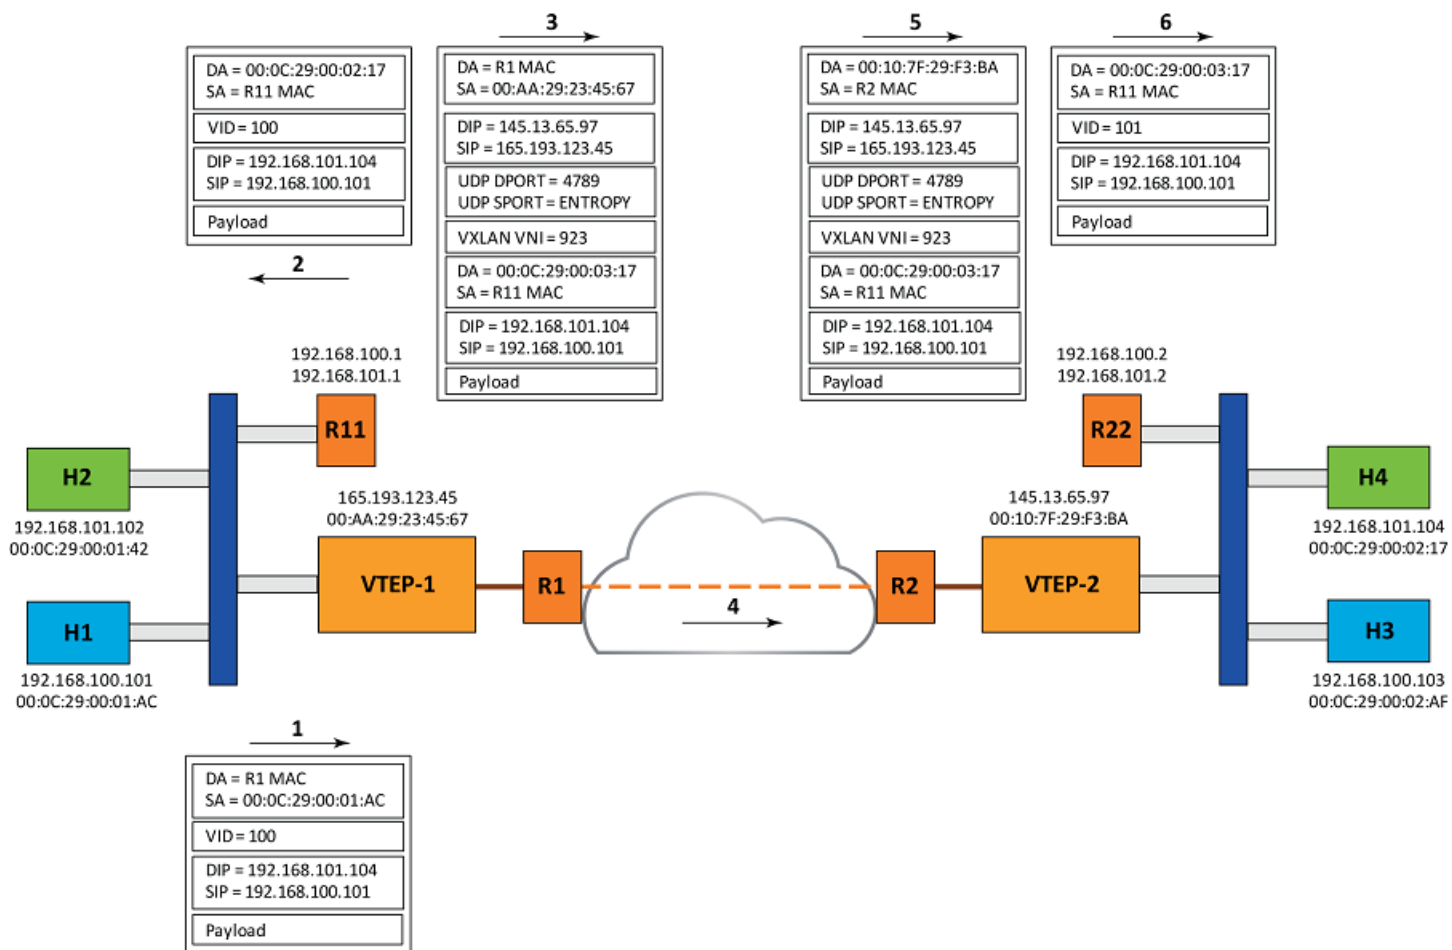 3
5
6
DA = 00:0C:29:00:02:17
SA = R11 MAC
VID = 100
DIP = 192.168.101.104
SIP = 192.168.100.101
Payload
2
DA = R1 MAC
SA = 00:AA:29:23:45:67
DIP = 145.13.65.97
SIP = 165.193.123.45
UDP DPORT = 4789
UDP SPORT = ENTROPY
VXLAN VNI = 923
DA = 00:0C:29:00:03:17
SA = R11 MAC
DIP = 192.168.101.104
SIP = 192.168.100.101
Payload
DA = 00:10:7F:29:F3:BA
SA = R2 MAC
DIP = 145.13.65.97
SIP = 165.193.123.45
UDP DPORT = 4789
UDP SPORT = ENTROPY
VXLAN VNI = 923
DA = 00:0C:29:00:03:17
SA = R11 MAC
DIP = 192.168.101.104
SIP = 192.168.100.101
Payload
DA = 00:0C:29:00:03:17
SA = R11 MAC
VID = 101
DIP = 192.168.101.104
SIP = 192.168.100.101
Payload
192.168.100.1
192.168.101.1
R11
192.168.100.2
192.168.101.2
R22
H2
192.168.101.102
00:0C:29:00:01:42
165.193.123.45
00:AA:29:23:45:67
VTEP-1
R1
4
R2
145.13.65.97
00:10:7F:29:F3:BA
VTEP-2
H4
192.168.101.104
00:0C:29:00:02:17
H1
192.168.100.101
00:0C:29:00:01:AC
H3
192.168.100.103
00:0C:29:00:02:AF
1
DA = R1 MAC
SA = 00:0C:29:00:01:AC
VID = 100
DIP = 192.168.101.104
SIP = 192.168.100.101
Payload